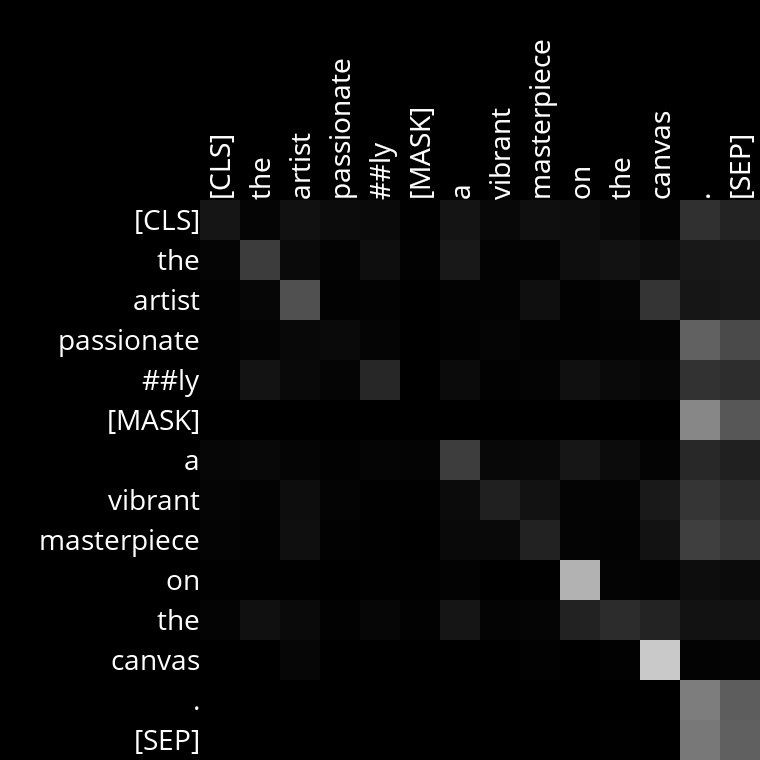 [CLS] the artist passionate ##ly [MASK] a vibrant masterpiece on the canvas . [SEP]
[CLS]
the
artist
passionate
##ly
[MASK]
a
vibrant
masterpiece
on
the
canvas
.
[SEP]